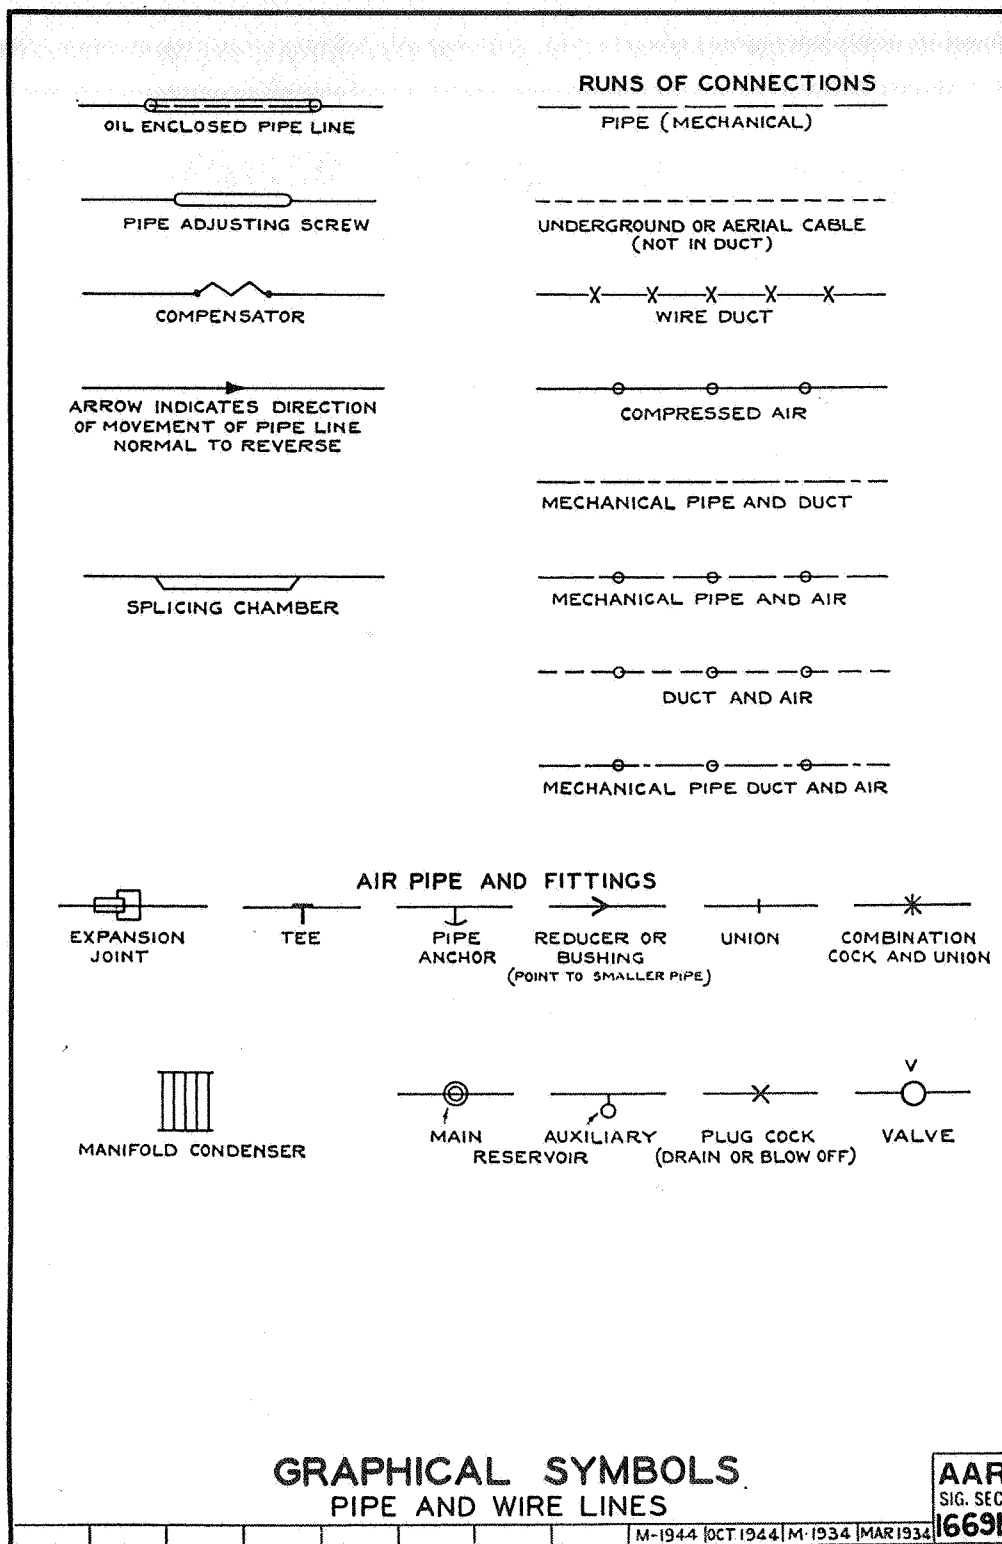 OIL ENCLOSED PIPE LINE
PIPE ADJUSTING SCREW
COMPENSATOR
ARROW INDICATES DIRECTION
OF MOVEMENT OF PIPE LINE
NORMAL TO REVERSE
SPLICING CHAMBER
RUNS OF CONNECTIONS
PIPE (MECHANICAL)
UNDERGROUND OR AERIAL CABLE
(NOT IN DUCT)
WIRE DUCT
COMPRESSED AIR
MECHANICAL PIPE AND DUCT
MECHANICAL PIPE AND AIR
DUCT AND AIR
MECHANICAL PIPE DUCT AND AIR
AIR PIPE AND FITTINGS
EXPANSION
JOINT
TEE
PIPE
ANCHOR
REDUCER OR
BUSHING
(POINT TO SMALLER PIPE)
UNION
COMBINATION
COCK AND UNION
MANIFOLD CONDENSER
MAIN AUXILIARY
RESERVOIR
PLUG COCK
(DRAIN OR BLOW OFF)
V
VALVE
GRAPHICAL SYMBOLS
PIPE AND WIRE LINES
M-1944 OCT 1944 M-1934 MAR 1934
AAR
SIG. SEC